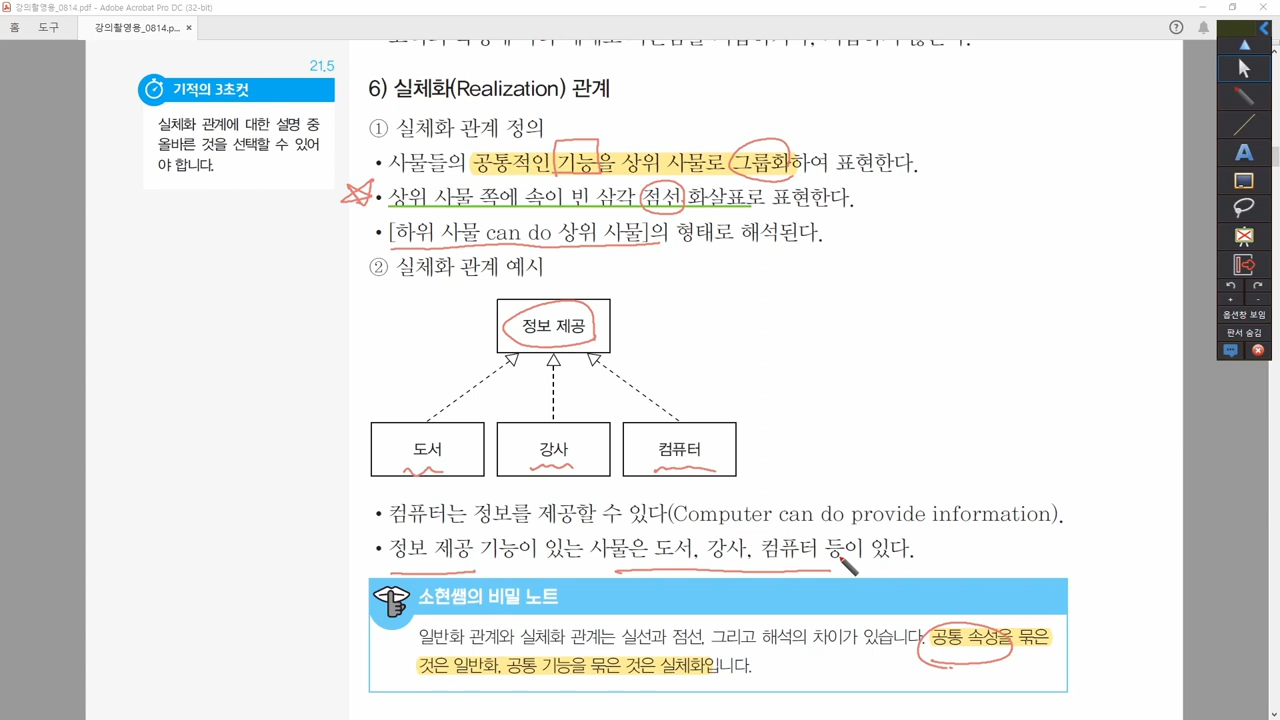 강의촬영용_0814.pdf - Adobe Acrobat Pro DC (32-bit)
홈 도구 강의촬영용_0814.p... ×
21.5
기적의 3초컷
실체화 관계에 대한 설명 중
올바른 것을 선택할 수 있어
야 합니다.
6) 실체화(Realization) 관계
① 실체화 관계 정의
• 사물들의 공통적인 기능을 상위 사물로 그룹화하여 표현한다.
• 상위 사물 쪽에 속이 빈 삼각 점선 화살표로 표현한다.
• [하위 사물 can do 상위 사물]의 형태로 해석된다.
② 실체화 관계 예시
정보 제공
도서 강사 컴퓨터
• 컴퓨터는 정보를 제공할 수 있다(Computer can do provide information).
• 정보 제공 기능이 있는 사물은 도서, 강사, 컴퓨터 등이 있다.
소현쌤의 비밀 노트
일반화 관계와 실체화 관계는 실선과 점선, 그리고 해석의 차이가 있습니다. 공통 속성을 묶은
것은 일반화, 공통 기능을 묶은 것은 실체화입니다.
A
+ -
옵션창 보임
판서 숨김